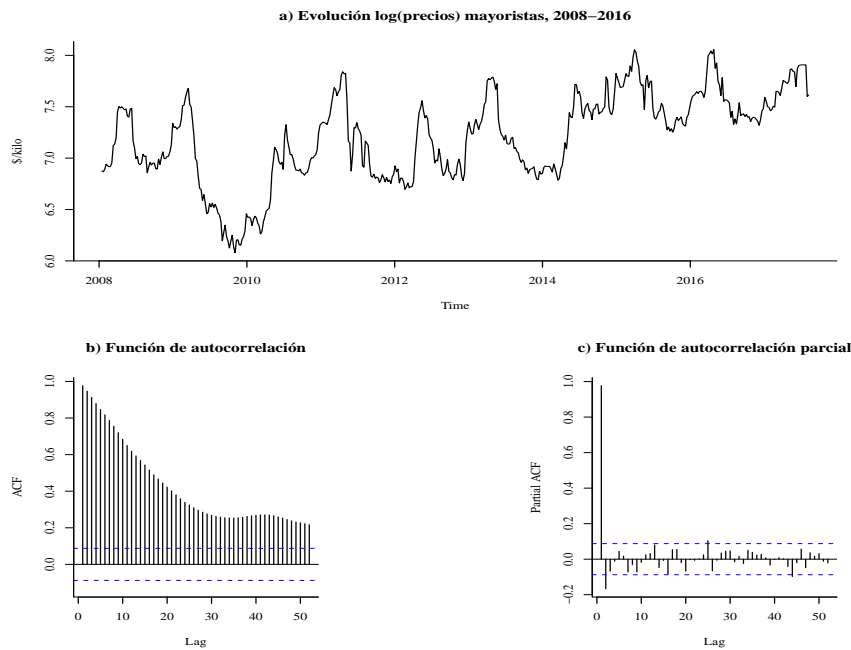 a) Evolución log(precios) mayoristas, 2008−2016
$/kilo
8.0
7.5
7.0
6.5
6.0
2008 2010 2012 2014 2016
Time
b) Función de autocorrelación
ACF
1.0
0.8
0.6
0.4
0.2
0.0
0 10 20 30 40 50
Lag
c) Función de autocorrelación parcial
Partial ACF
1.0
0.8
0.6
0.4
0.2
0.0
−0.2
0 10 20 30 40 50
Lag